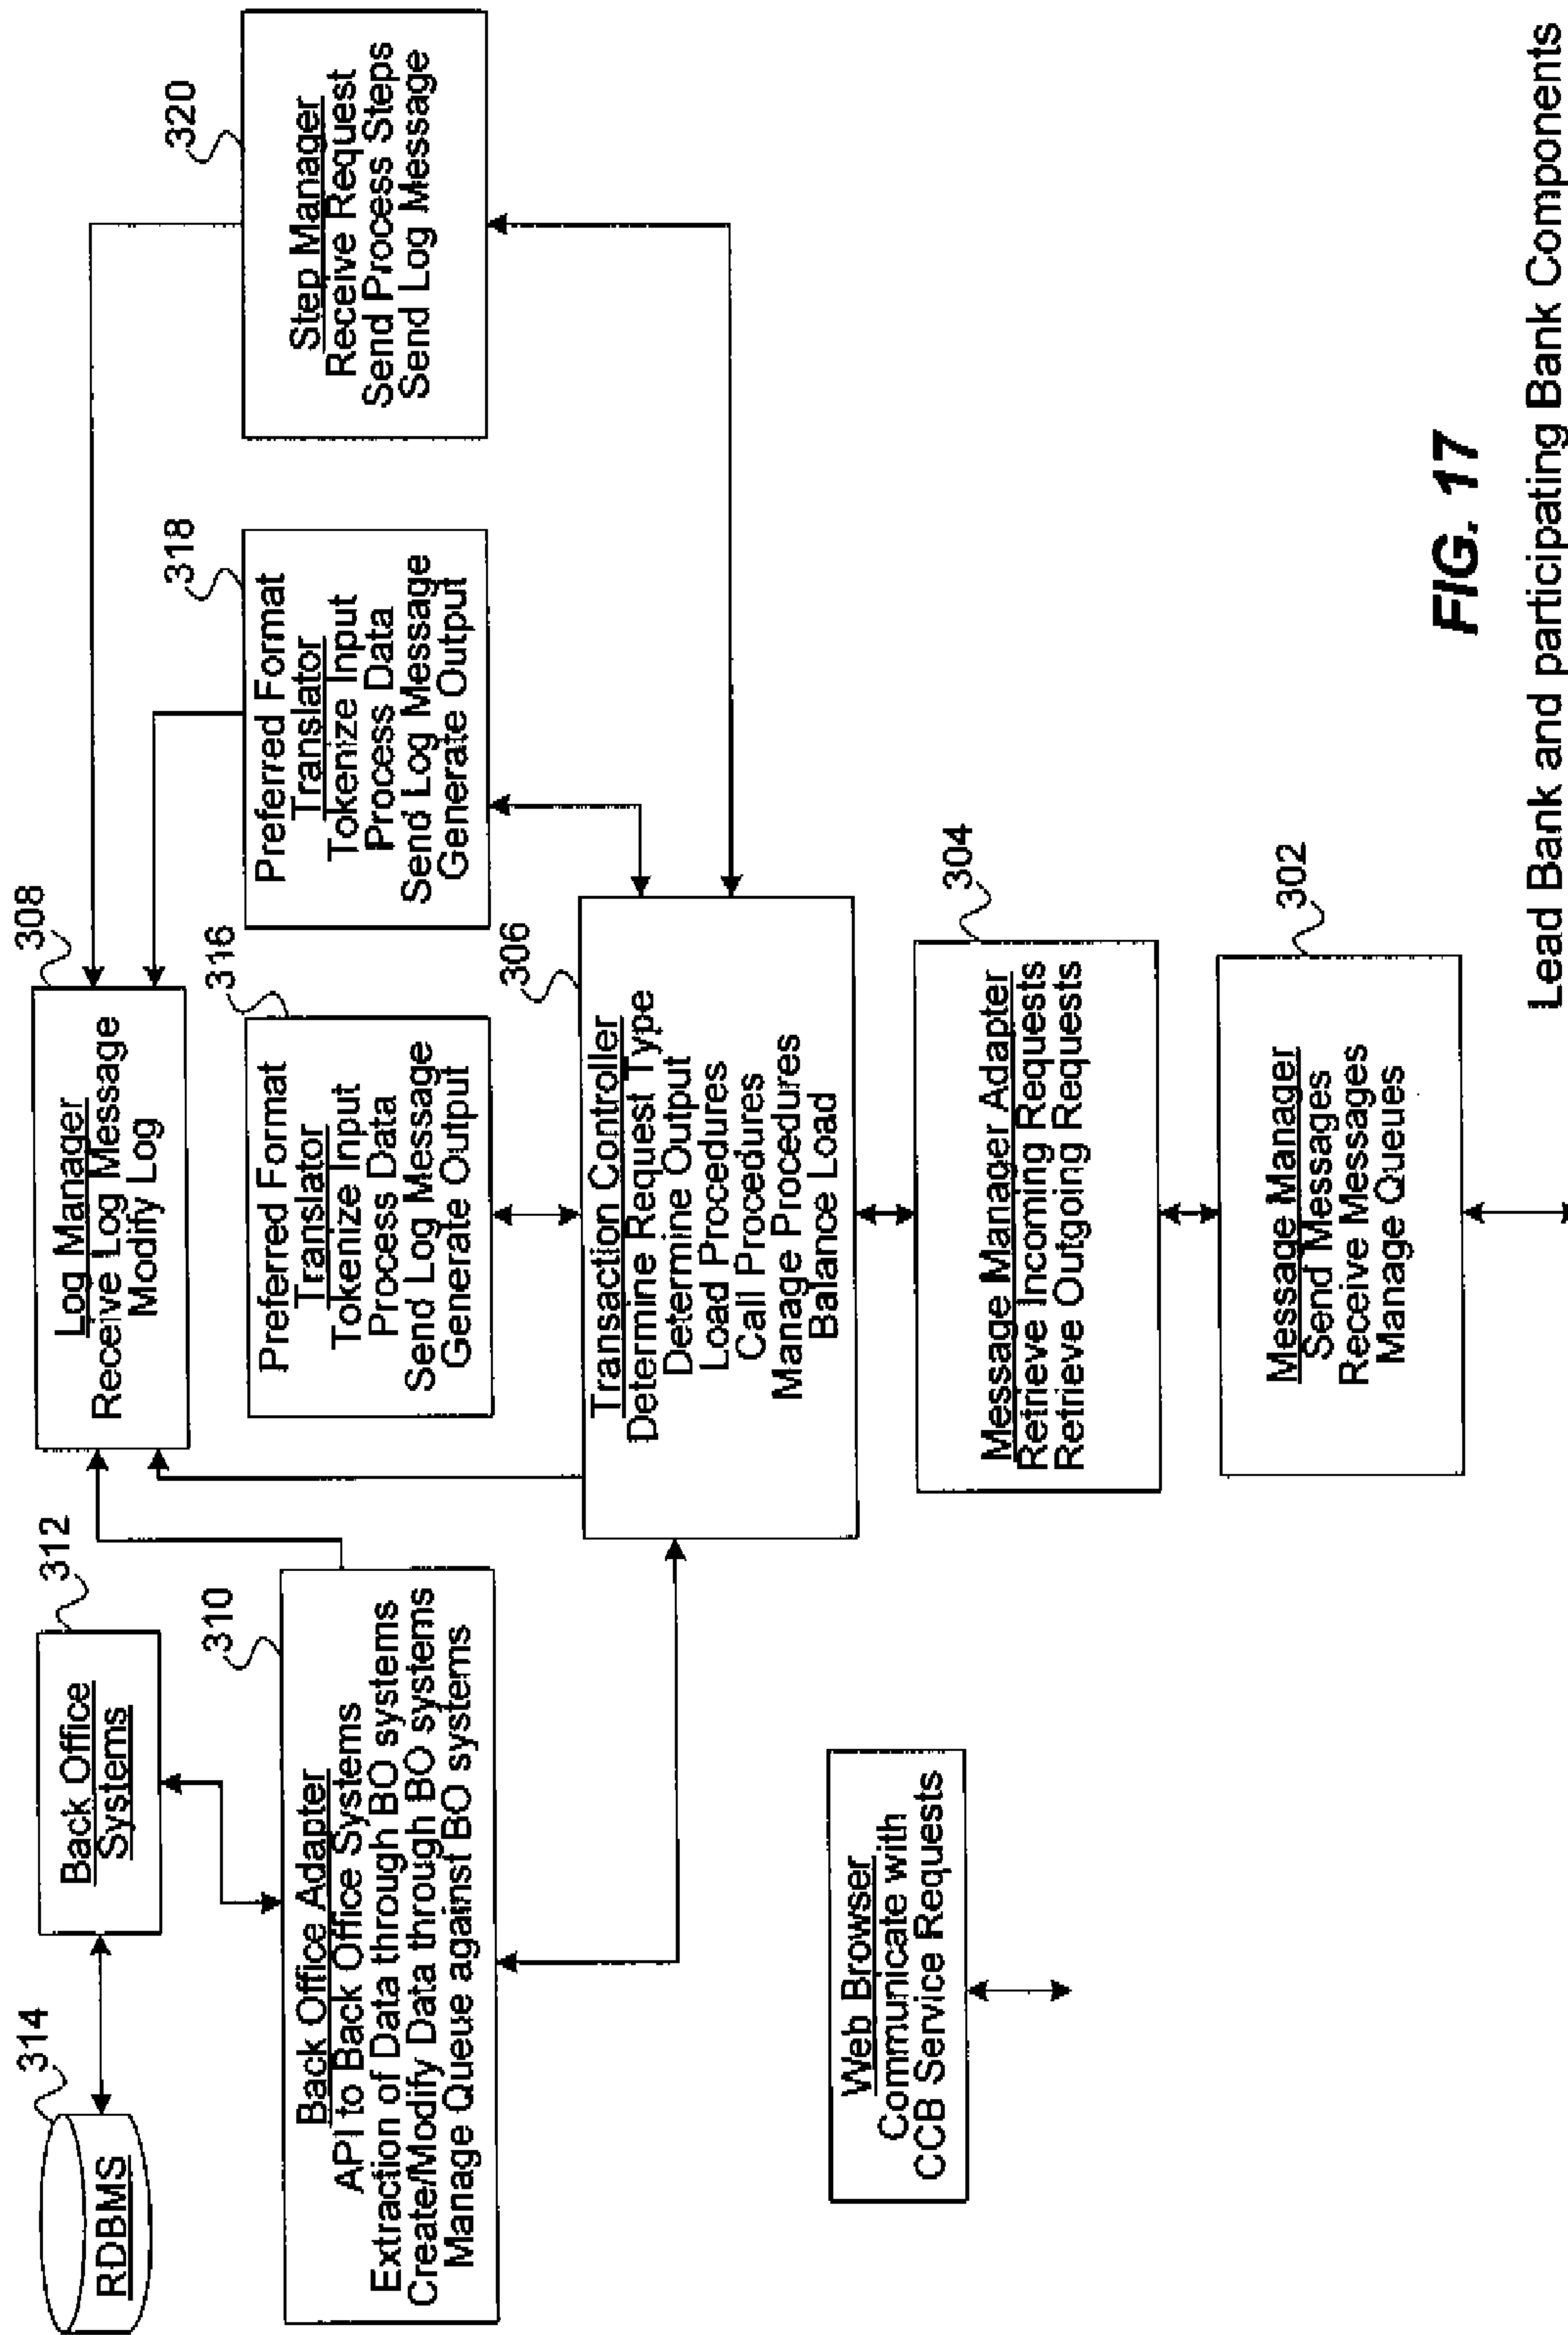 314
RDBMS
312
Back Office
Systems
308
Log Manager
Receive Log Message
Modify Log
310
Back Office Adapter
API to Back Office Systems
Extraction of Data through BO systems
Create/Modify Data through BO systems
Manage Queue against BO systems
316
Preferred Format
Translator
Tokenize Input
Process Data
Send Log Message
Generate Output
318
Preferred Format
Translator
Tokenize Input
Process Data
Send Log Message
Generate Output
320
Step Manager
Receive Request
Send Process Steps
Send Log Message
306
Transaction Controller
Determine Request Type
Determine Output
Load Procedures
Call Procedures
Manage Procedures
Balance Load
Web Browser
Communicate with
CCB Service Requests
304
Message Manager Adapter
Retrieve Incoming Requests
Retrieve Outgoing Requests
302
Message Manager
Send Messages
Receive Messages
Manage Queues
FIG. 17
Lead Bank and participating Bank Components